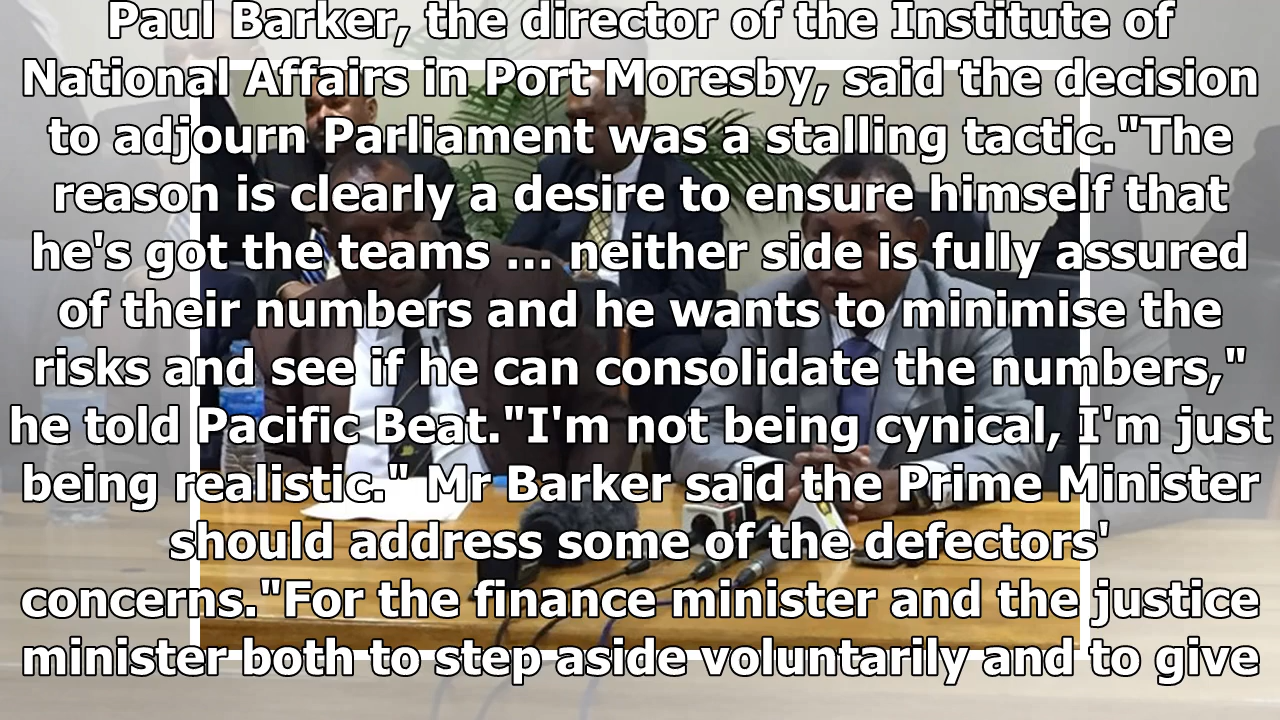 Paul Barker, the director of the Institute of
National Affairs in Port Moresby, said the decision
to adjourn Parliament was a stalling tactic."The
reason is clearly a desire to ensure himself that
he's got the teams ... neither side is fully assured
of their numbers and he wants to minimise the
risks and see if he can consolidate the numbers,"
he told Pacific Beat."I'm not being cynical, I'm just
being realistic." Mr Barker said the Prime Minister
should address some of the defectors'
concerns."For the finance minister and the justice
minister both to step aside voluntarily and to give